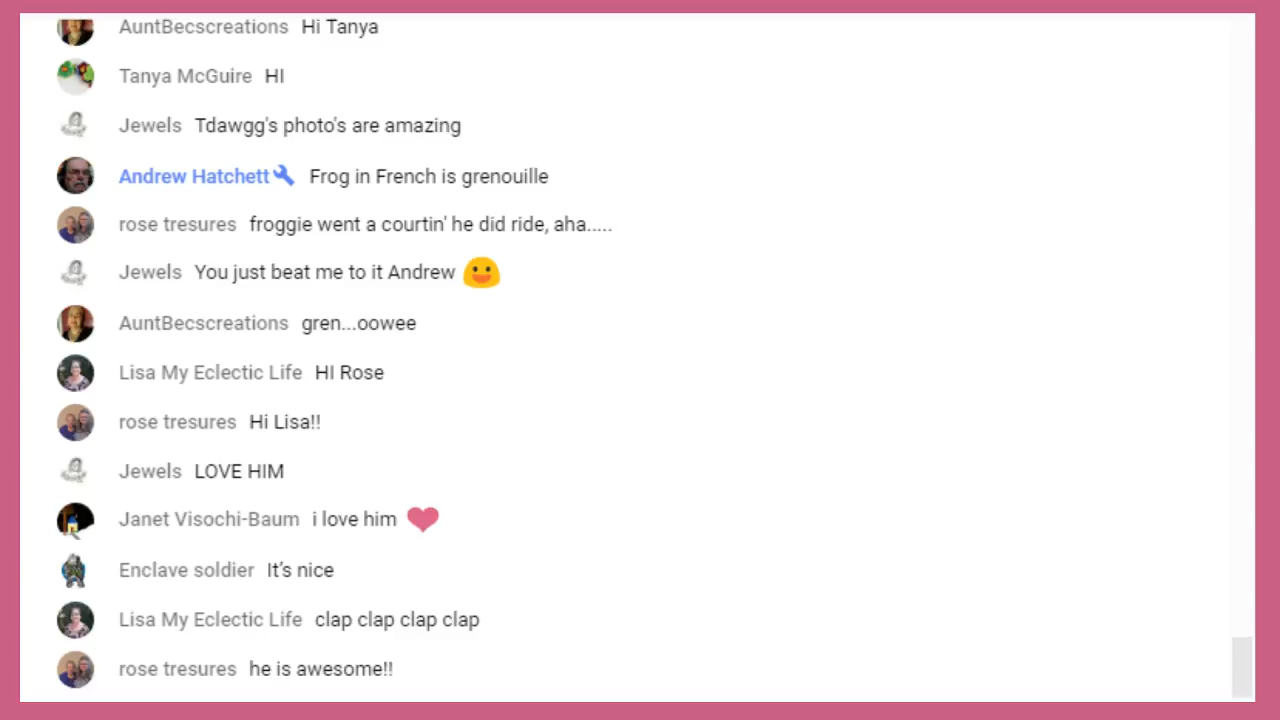 AuntBecscreations Hi Tanya
Tanya McGuire HI
Jewels Tdawgg's photo's are amazing
Andrew Hatchett Frog in French is grenouille
rose tresures froggie went a courtin' he did ride, aha.....
Jewels You just beat me to it Andrew
AuntBecscreations gren...oowee
Lisa My Eclectic Life HI Rose
rose tresures Hi Lisa!!
Jewels LOVE HIM
Janet Visochi-Baum i love him
Enclave soldier It's nice
Lisa My Eclectic Life clap clap clap clap
rose tresures he is awesome!!